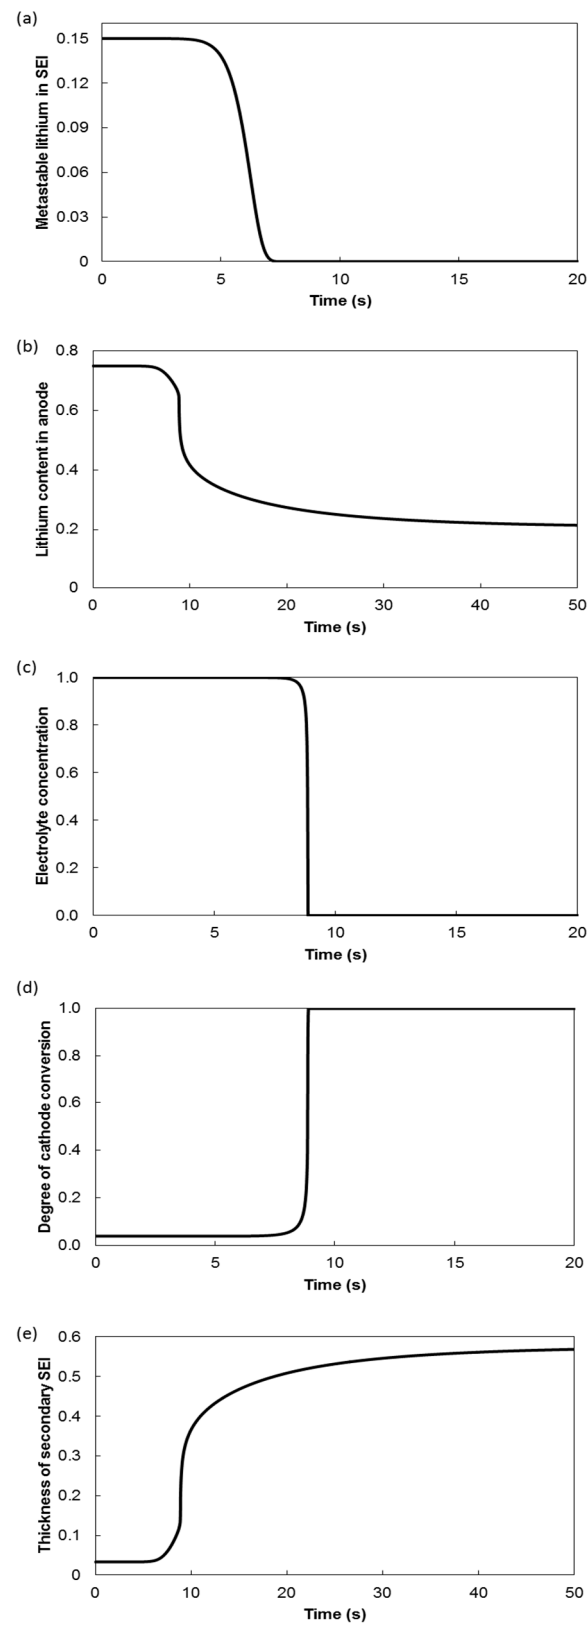 (a)
Metastable lithium in SEI
0.15
0.12
0.09
0.06
0.03
0
0 5 10 15 20
Time (s)
(b)
Lithium content in anode
0.8
0.6
0.4
0.2
0
0 10 20 30 40 50
Time (s)
(c)
Electrolyte concentration
1.0
0.8
0.6
0.4
0.2
0.0
0 5 10 15 20
Time (s)
(d)
Degree of cathode conversion
1.0
0.8
0.6
0.4
0.2
0.0
0 5 10 15 20
Time (s)
(e)
Thickness of secondary SEI
0.6
0.5
0.4
0.3
0.2
0.1
0
0 10 20 30 40 50
Time (s)